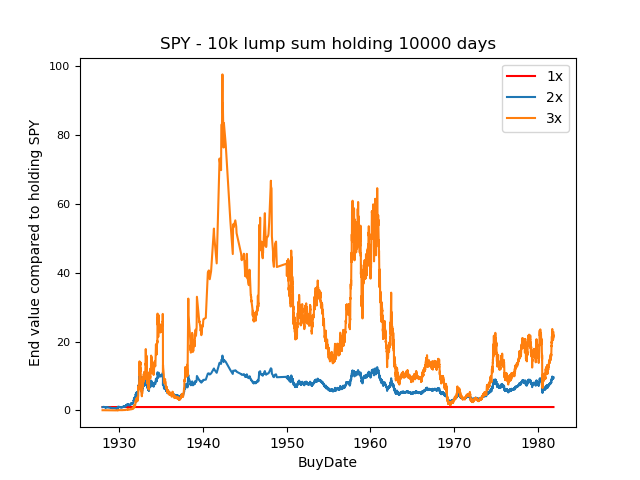 SPY - 10k lump sum holding 10000 days
1x
2x
3x
End value compared to holding SPY
100
80
60
40
20
0
1930 1940 1950 1960 1970 1980
BuyDate